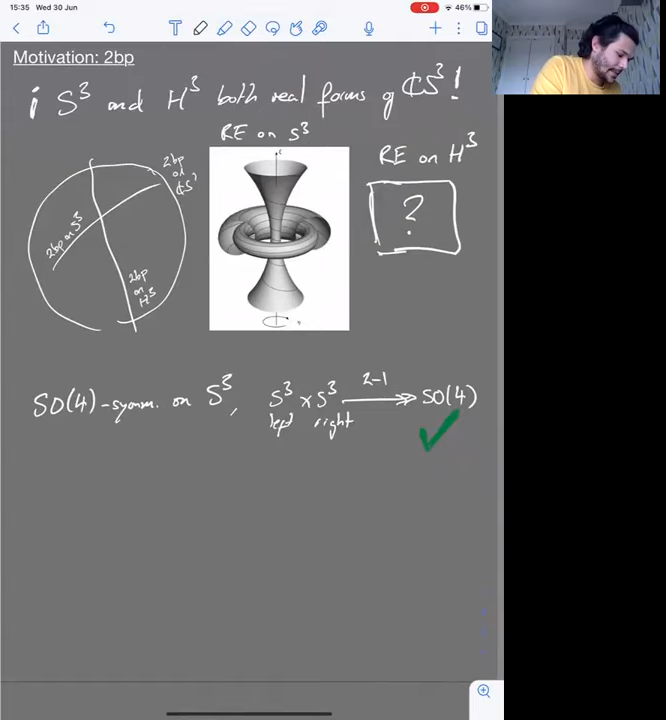 15:35 Wed 30 Jun
46%
Motivation: 2bp
¡ S³ and H³ both real forms of ℂS³!
RE on S³
RE on H³
2bp
on
ℂS³
2bp on S³
2bp
on
H³
?
SO(4)-symm. on S³, S³ × S³ 2-1 ↠ SO(4)
left right